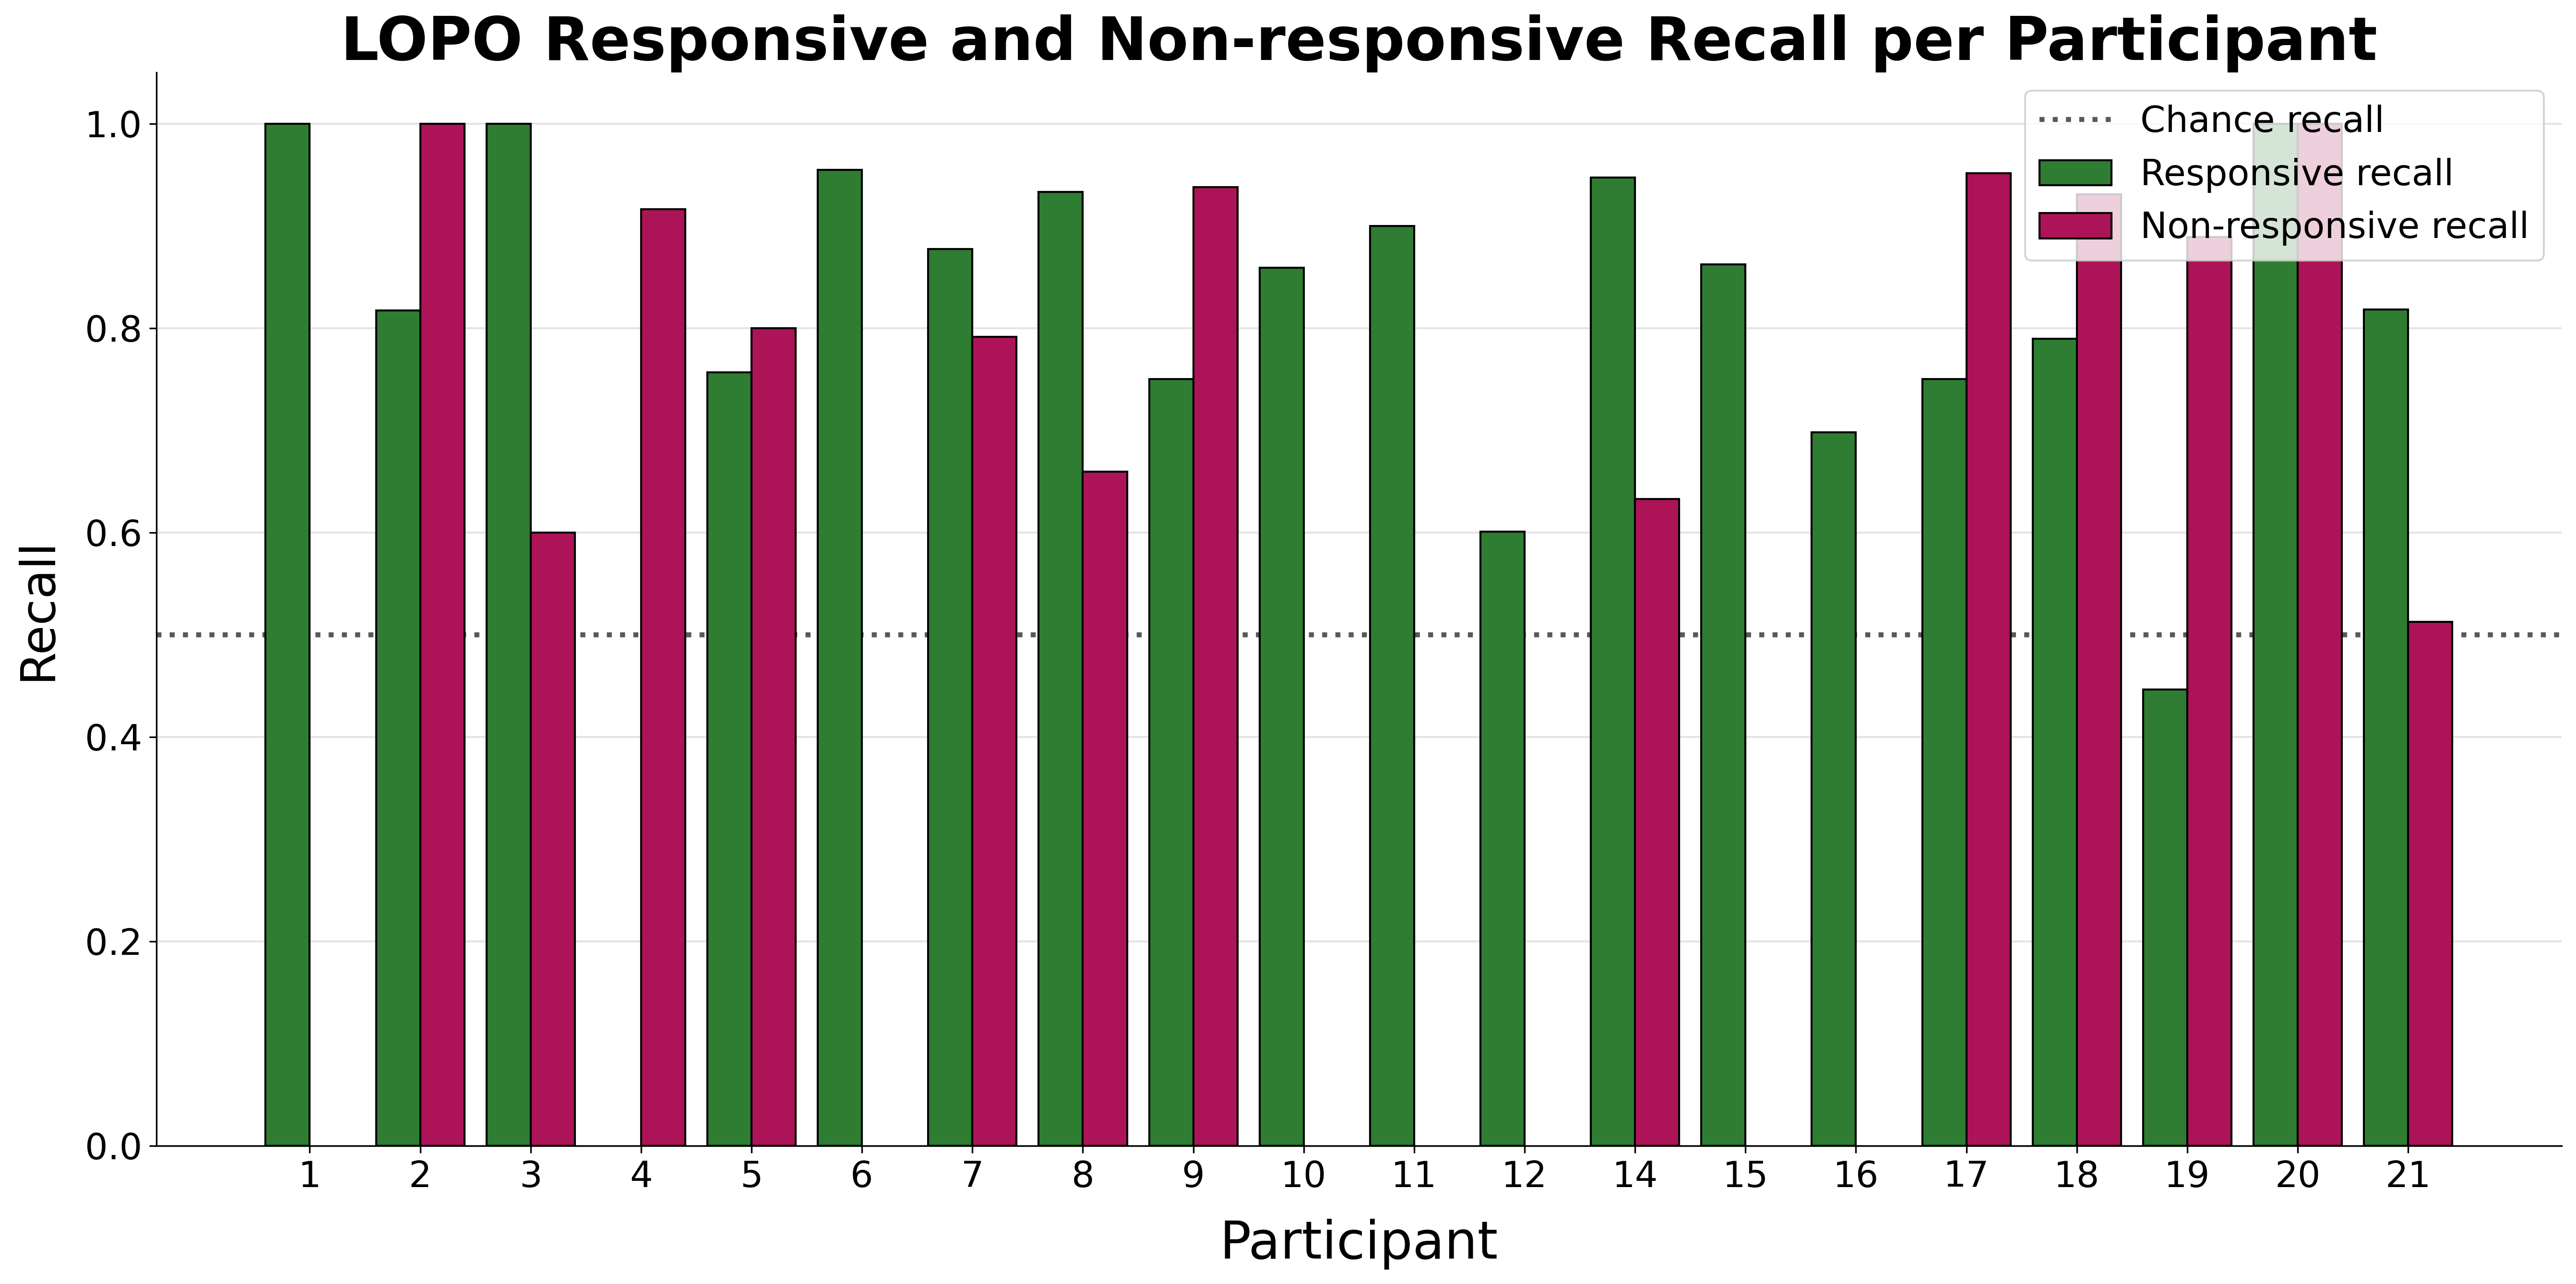 LOPO Responsive and Non-responsive Recall per Participant
Chance recall
Responsive recall
Non-responsive recall
Recall
1.0
0.8
0.6
0.4
0.2
0.0
1 2 3 4 5 6 7 8 9 10 11 12 14 15 16 17 18 19 20 21
Participant